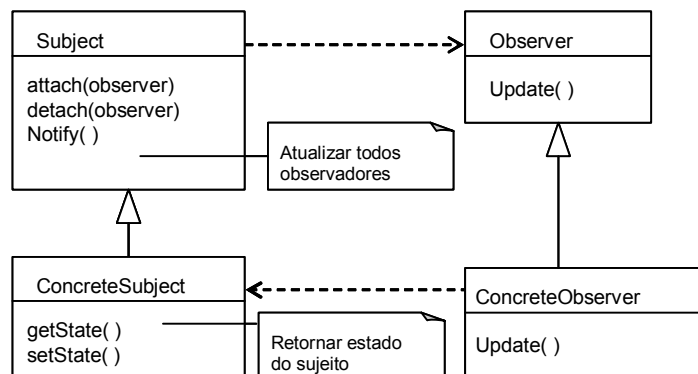 Subject
attach(observer)
detach(observer)
Notify( )
Observer
Update( )
Atualizar todos
observadores
ConcreteSubject
getState( )
setState( )
Retornar estado
do sujeito
ConcreteObserver
Update( )